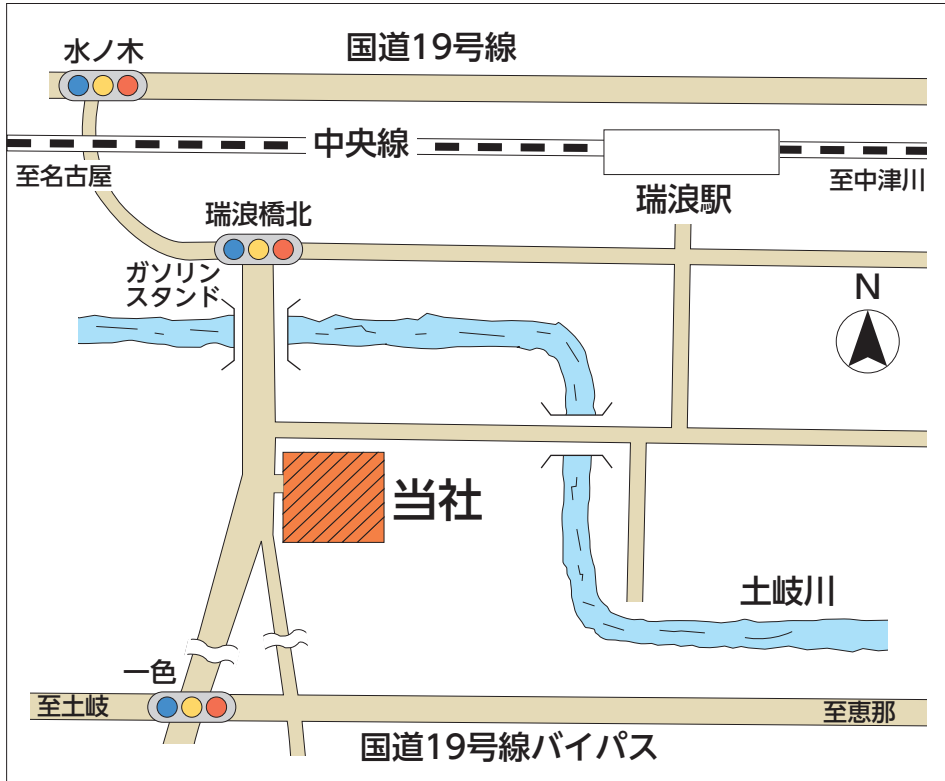 国道19号線
水ノ木
中央線
至名古屋
至中津川
瑞浪駅
瑞浪橋北
ガソリン
スタンド
N
当社
土岐川
一色
至土岐
至恵那
国道19号線バイパス